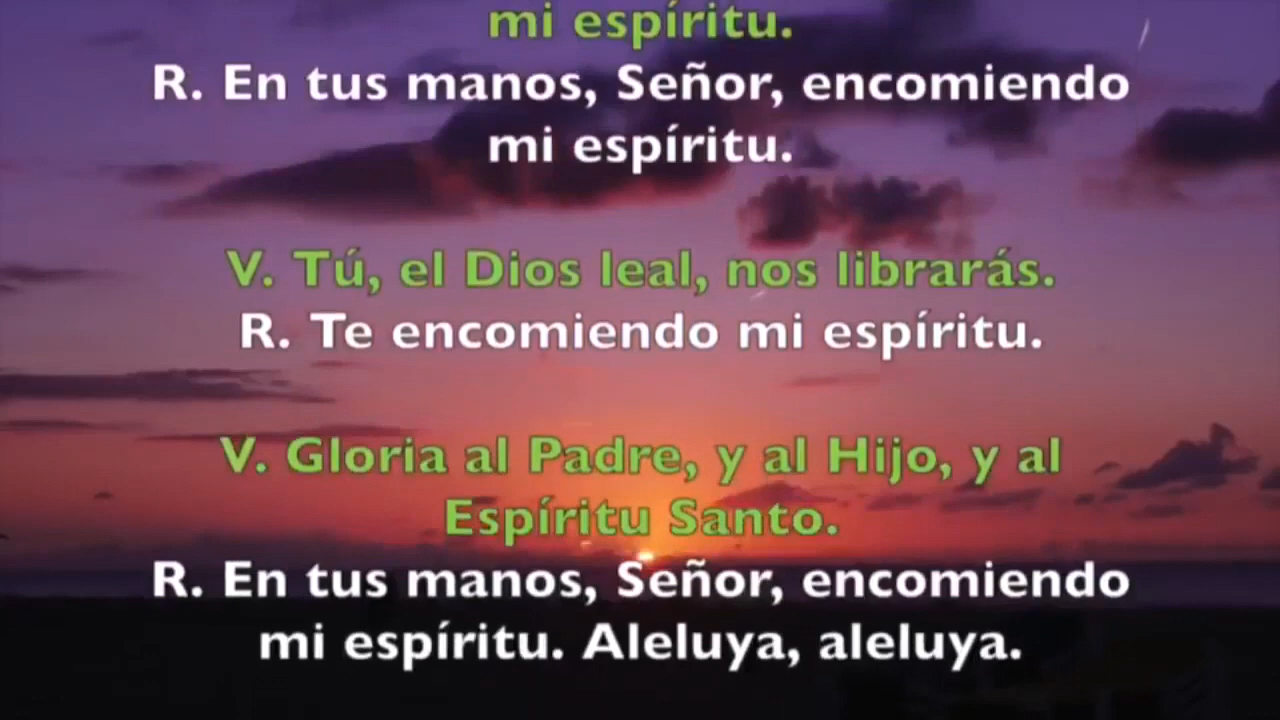 mi espíritu.
R. En tus manos, Señor, encomiendo
mi espíritu.
V. Tú, el Dios leal, nos librarás.
R. Te encomiendo mi espíritu.
V. Gloria al Padre, y al Hijo, y al
Espíritu Santo.
R. En tus manos, Señor, encomiendo
mi espíritu. Aleluya, aleluya.